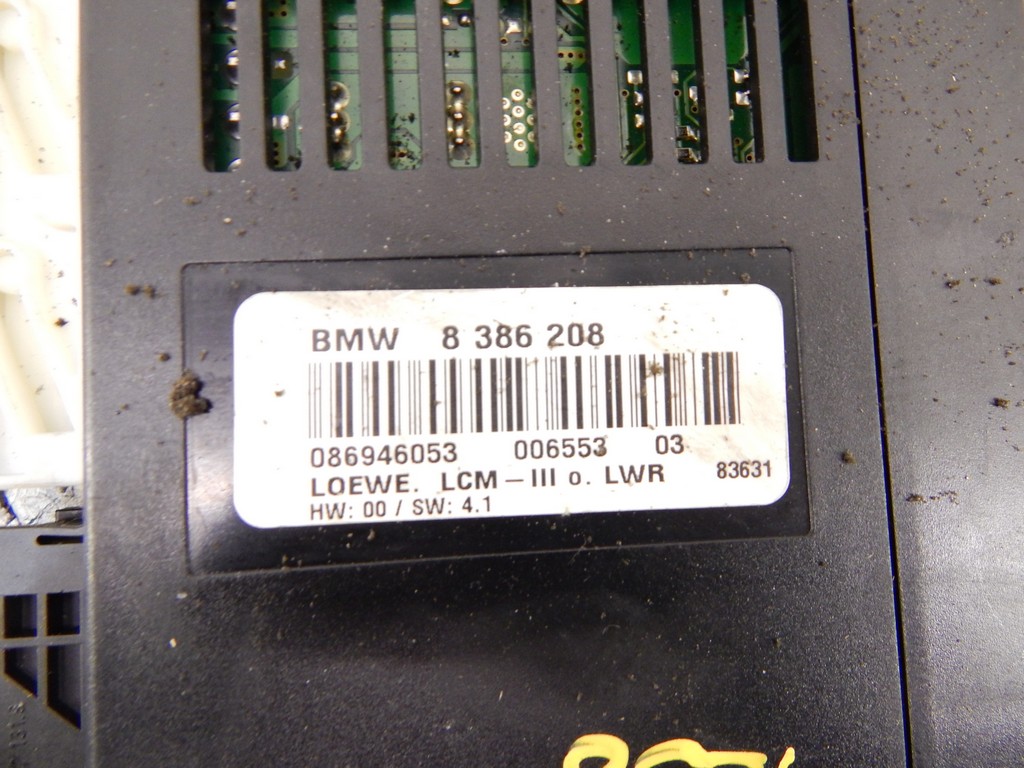 BMW 8 386 208
086946053 006553 03
LOEWE. LCM - III o. LWR 83631
HW: 00 / SW: 4.1